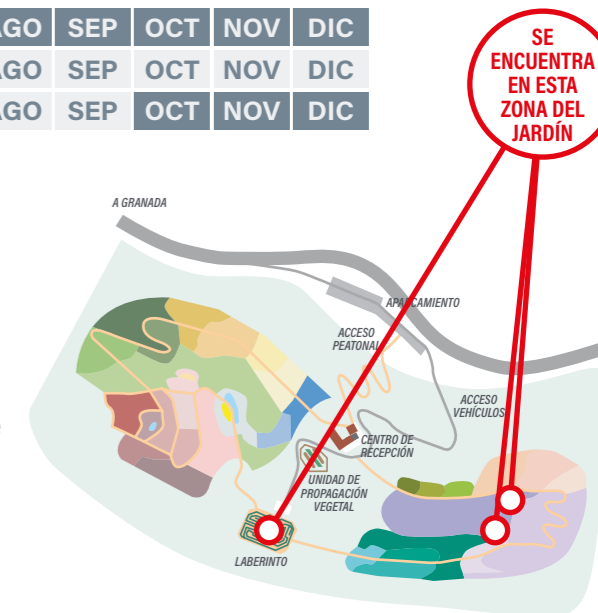 AGO SEP OCT NOV DIC
AGO SEP OCT NOV DIC
AGO SEP OCT NOV DIC
SE
ENCUENTRA
EN ESTA
ZONA DEL
JARDÍN
A GRANADA
APARCAMIENTO
ACCESO
PEATONAL
ACCESO
VEHÍCULOS
CENTRO DE
RECEPCIÓN
UNIDAD DE
PROPAGACIÓN
VEGETAL
LABERINTO